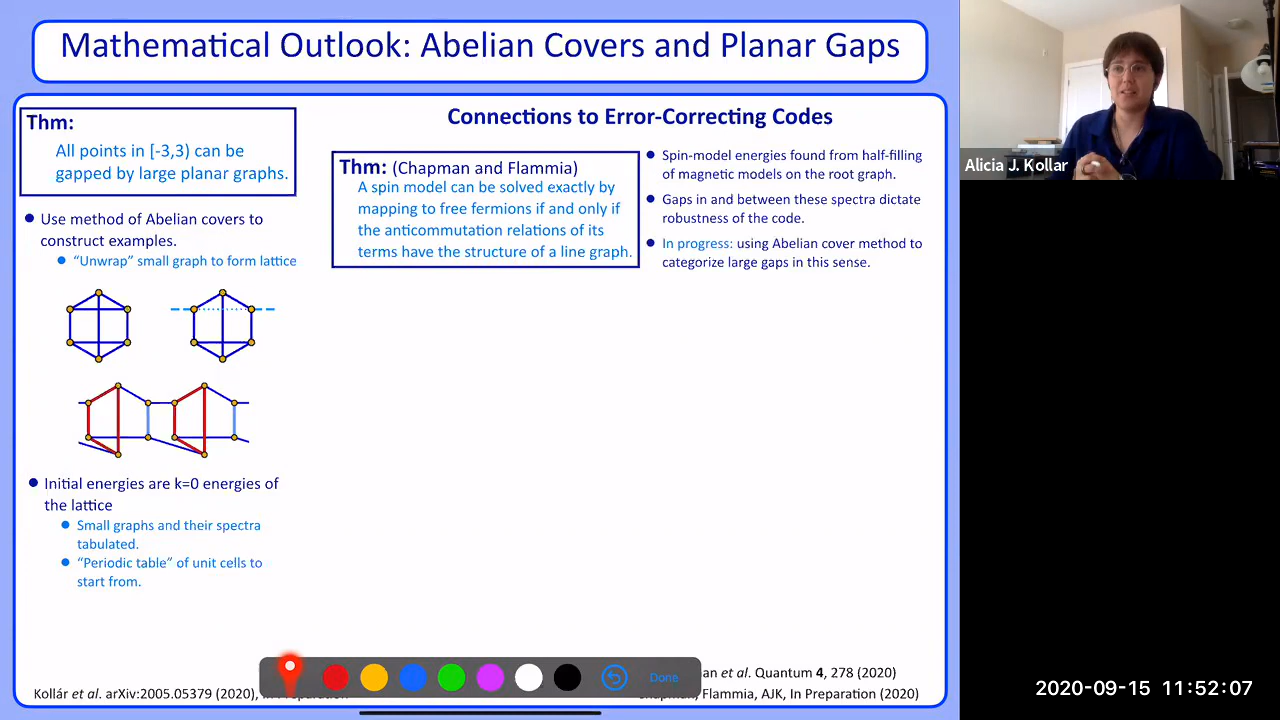 Mathematical Outlook: Abelian Covers and Planar Gaps
Thm:
All points in [-3,3) can be
gapped by large planar graphs.
Use method of Abelian covers to
construct examples.
“Unwrap” small graph to form lattice
Initial energies are k=0 energies of
the lattice
Small graphs and their spectra
tabulated.
“Periodic table” of unit cells to
start from.
Kollár et al. arXiv:2005.05379 (2020),
Connections to Error-Correcting Codes
Thm: (Chapman and Flammia)
A spin model can be solved exactly by
mapping to free fermions if and only if
the anticommutation relations of its
terms have the structure of a line graph.
Spin-model energies found from half-filling
of magnetic models on the root graph.
Gaps in and between these spectra dictate
robustness of the code.
In progress: using Abelian cover method to
categorize large gaps in this sense.
et al. Quantum 4, 278 (2020)
Flammia, AJK, In Preparation (2020)
Done
Alicia J. Kollar
2020-09-15 11:52:07